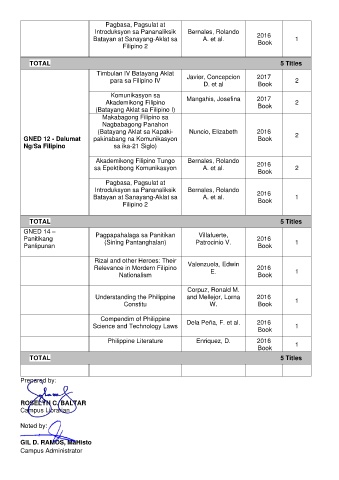 Pagbasa, Pagsulat at
Introduksyon sa Pananaliksik
Batayan at Sanayang-Aklat sa
Filipino 2
Bernales, Rolando
A. et al.
2016
Book
1
TOTAL 5 Titles
GNED 12 - Dalumat
Ng/Sa Filipino
Timbulan IV Batayang Aklat
para sa Filipino IV
Javier, Concepcion
D. et al
2017
Book
2
Komunikasyon sa
Akademikong Filipino
(Batayang Aklat sa Filipino I)
Mangahis, Josefina
2017
Book
2
Makabagong Filipino sa
Nagbabagong Panahon
(Batayang Aklat sa Kapaki-
pakinabang na Komunikasyon
sa ika-21 Siglo)
Nuncio, Elizabeth
2016
Book
2
Akademikong Filipino Tungo
sa Epektibong Komunikasyon
Bernales, Rolando
A. et al.
2016
Book
2
Pagbasa, Pagsulat at
Introduksyon sa Pananaliksik
Batayan at Sanayang-Aklat sa
Filipino 2
Bernales, Rolando
A. et al.
2016
Book
1
TOTAL 5 Titles
GNED 14 –
Panitikang
Panlipunan
Pagpapahalaga sa Panitikan
(Sining Pantanghalan)
Villafuerte,
Patrocinio V.
2016
Book
1
Rizal and other Heroes: Their
Relevance in Mordern Filipino
Nationalism
Valenzuela, Edwin
E.
2016
Book
1
Understanding the Philippine
Constitu
Corpuz, Ronald M.
and Mellejor, Lorna
W.
2016
Book
1
Compendim of Philippine
Science and Technology Laws
Dela Peña, F. et al.
2016
Book
1
Philippine Literature
Enriquez, D.
2016
Book
1
TOTAL 5 Titles
Prepared by:
ROSELYN C. BALTAR
Campus Librarian
Noted by:
GIL D. RAMOS, MaHisto
Campus Administrator